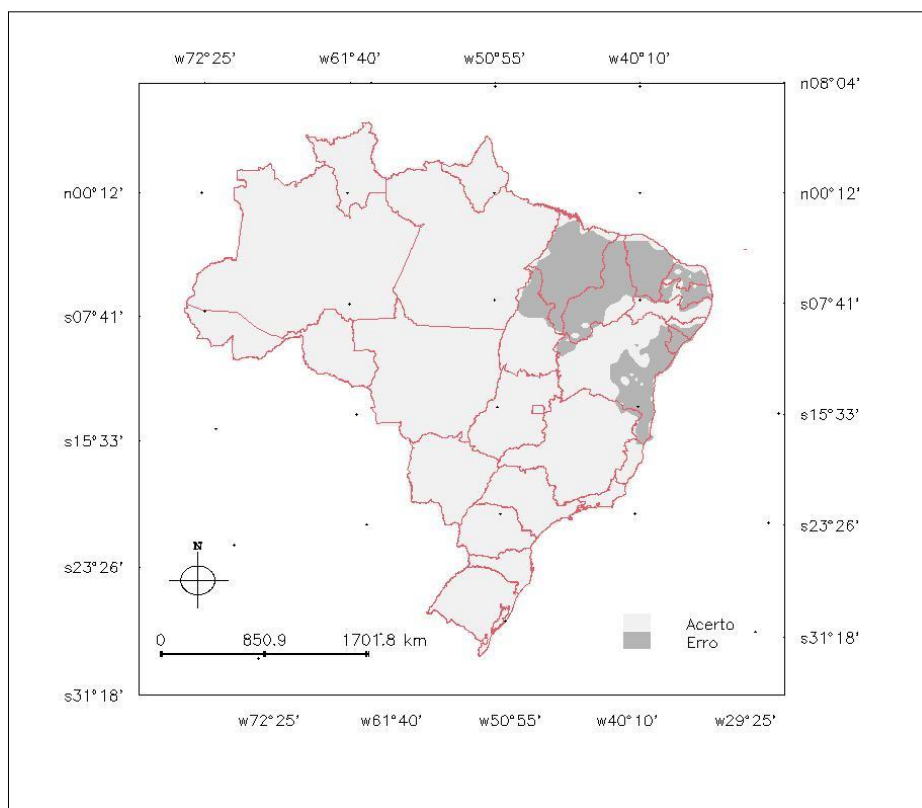 w72°25' w61°40' w50°55' w40°10'
n08°04'
n00°12' n00°12'
s07°41'
s07°41'
s15°33'
s15°33'
s23°26'
N
s23°26'
Acerto
0 850.9 1701.8 km
s31°18'
Erro
s31°18'
w72°25' w61°40' w50°55' w40°10' w29°25'